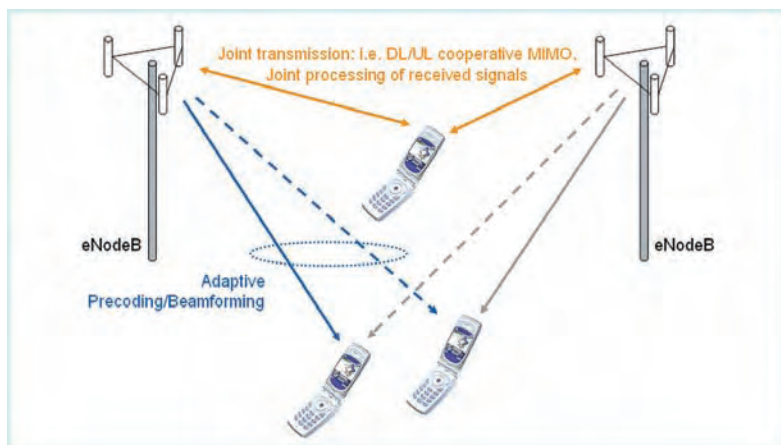 Joint transmission: i.e. DL/UL cooperative MIMO,
Joint processing of received signals
eNodeB
eNodeB
Adaptive
Precoding/Beamforming